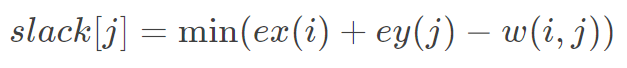 slack[j] = min(ex(i) + ey(j) − w(i, j))